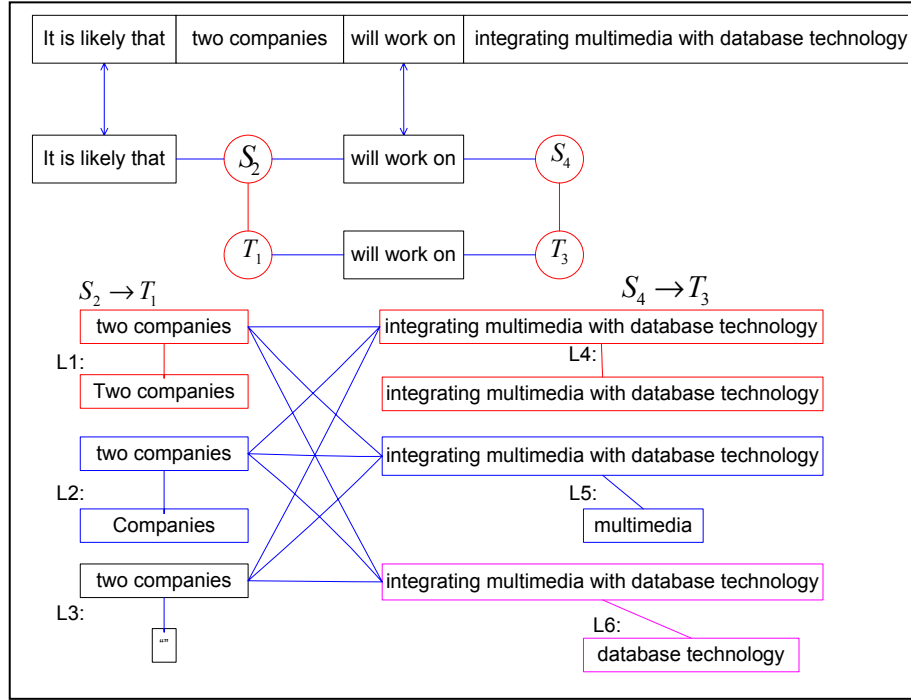 It is likely that two companies will work on integrating multimedia with database technology
It is likely that S2 will work on S4
T1 will work on T3
S2 → T1 S4 → T3
two companies integrating multimedia with database technology
L1: L4:
Two companies integrating multimedia with database technology
two companies integrating multimedia with database technology
L2: L5:
Companies multimedia
two companies integrating multimedia with database technology
L3: L6:
“” database technology